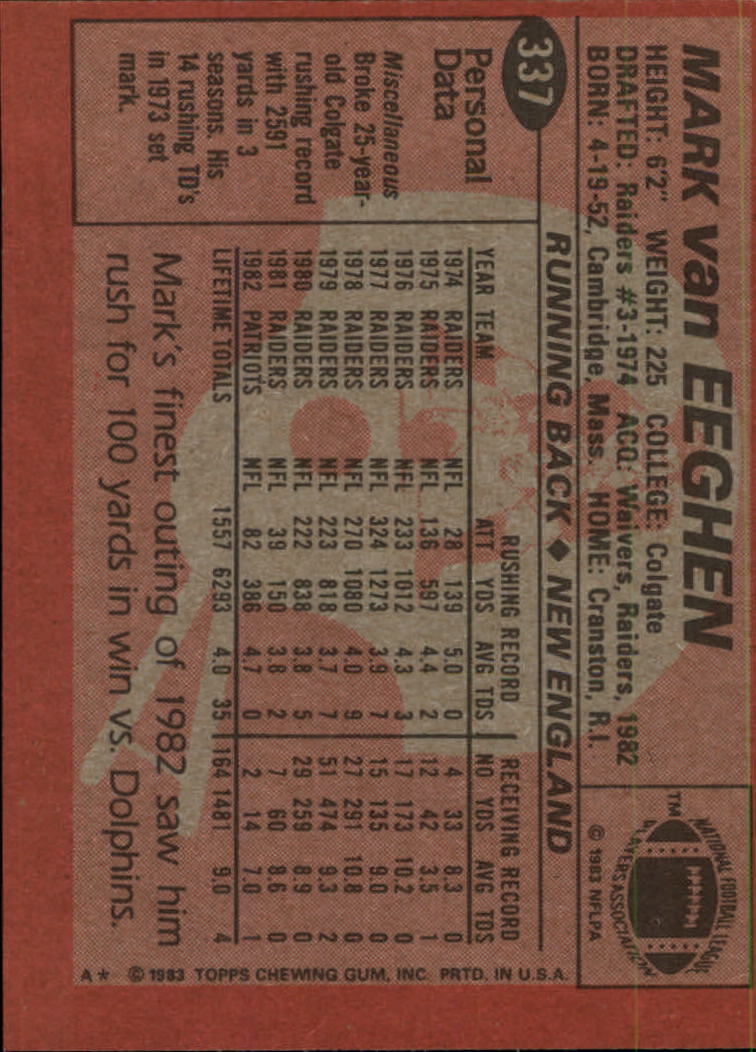 MARK van EEGHEN
HEIGHT: 6'2" WEIGHT: 225 COLLEGE: Colgate
DRAFTED: Raiders #3-1974 ACQ: Waivers, Raiders, 1982
BORN: 4-19-52, Cambridge, Mass. HOME: Cranston, R.I.
NATIONAL FOOTBALL LEAGUE
PLAYERS ASSOCIATION
TM
© 1983 NFLPA
337
RUNNING BACK ◆ NEW ENGLAND
Personal
Data
Miscellaneous
Broke 25-year-
old Colgate
rushing record
with 2591
yards in 3
seasons. His
14 rushing TD's
in 1973 set
mark.
RUSHING RECORD RECEIVING RECORD
YEAR TEAM ATT YDS AVG TDS NO YDS AVG TDS
1974 RAIDERS NFL 28 139 5.0 0 4 33 8.3 0
1975 RAIDERS NFL 136 597 4.4 2 12 42 3.5 1
1976 RAIDERS NFL 233 1012 4.3 3 17 173 10.2 0
1977 RAIDERS NFL 324 1273 3.9 7 15 135 9.0 0
1978 RAIDERS NFL 270 1080 4.0 9 27 291 10.8 0
1979 RAIDERS NFL 223 818 3.7 7 51 474 9.3 2
1980 RAIDERS NFL 222 838 3.8 5 29 259 8.9 0
1981 RAIDERS NFL 39 150 3.8 2 7 60 8.6 0
1982 PATRIOTS NFL 82 386 4.7 0 2 14 7.0 1
LIFETIME TOTALS 1557 6293 4.0 35 164 1481 9.0 4
Mark's finest outing of 1982 saw him
rush for 100 yards in win vs. Dolphins.
A* © 1983 TOPPS CHEWING GUM, INC. PRTD. IN U.S.A.